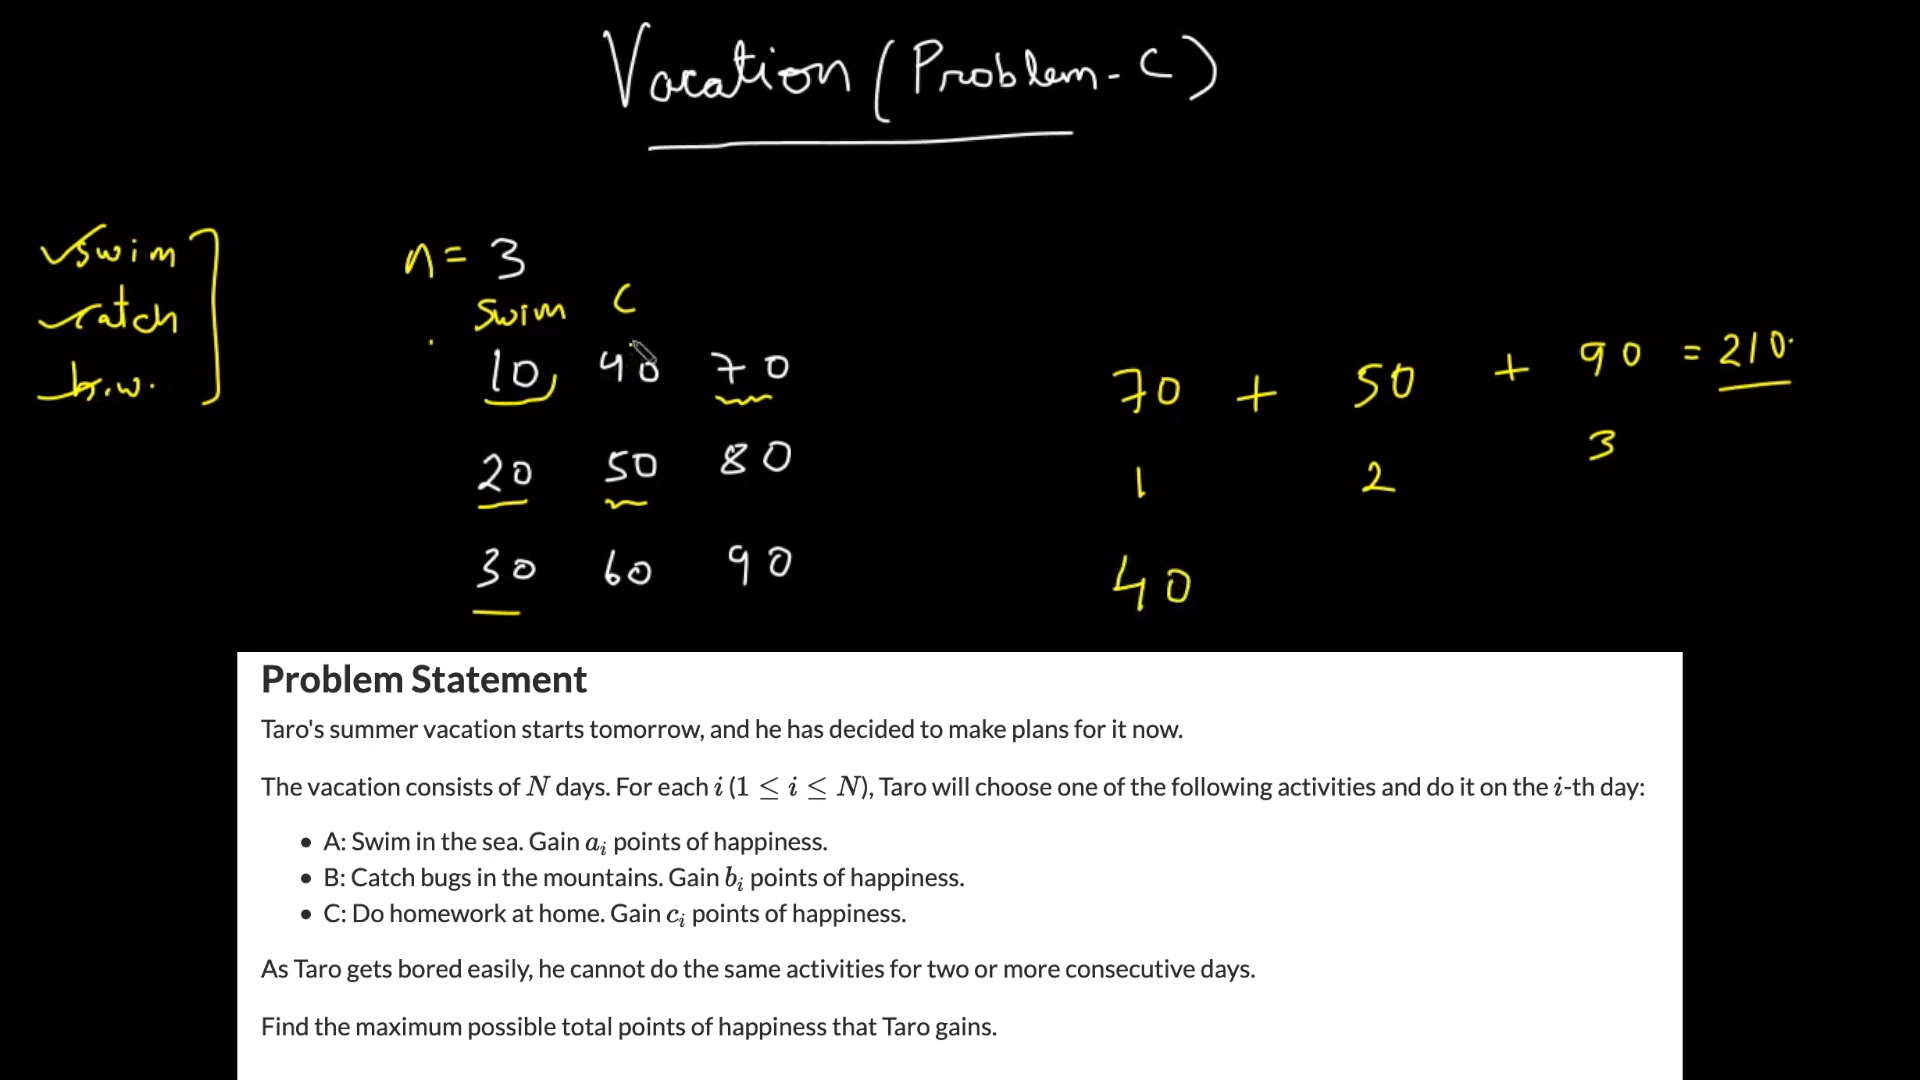 Vacation (Problem-C)
swim
catch
h.w.
n = 3
Swim C
10, 40 70
20 50 80
30 60 90
70 + 50 + 90 = 210.
1 2 3
40
Problem Statement
Taro's summer vacation starts tomorrow, and he has decided to make plans for it now.
The vacation consists of N days. For each i (1 ≤ i ≤ N), Taro will choose one of the following activities and do it on the i-th day:
• A: Swim in the sea. Gain aᵢ points of happiness.
• B: Catch bugs in the mountains. Gain bᵢ points of happiness.
• C: Do homework at home. Gain cᵢ points of happiness.
As Taro gets bored easily, he cannot do the same activities for two or more consecutive days.
Find the maximum possible total points of happiness that Taro gains.